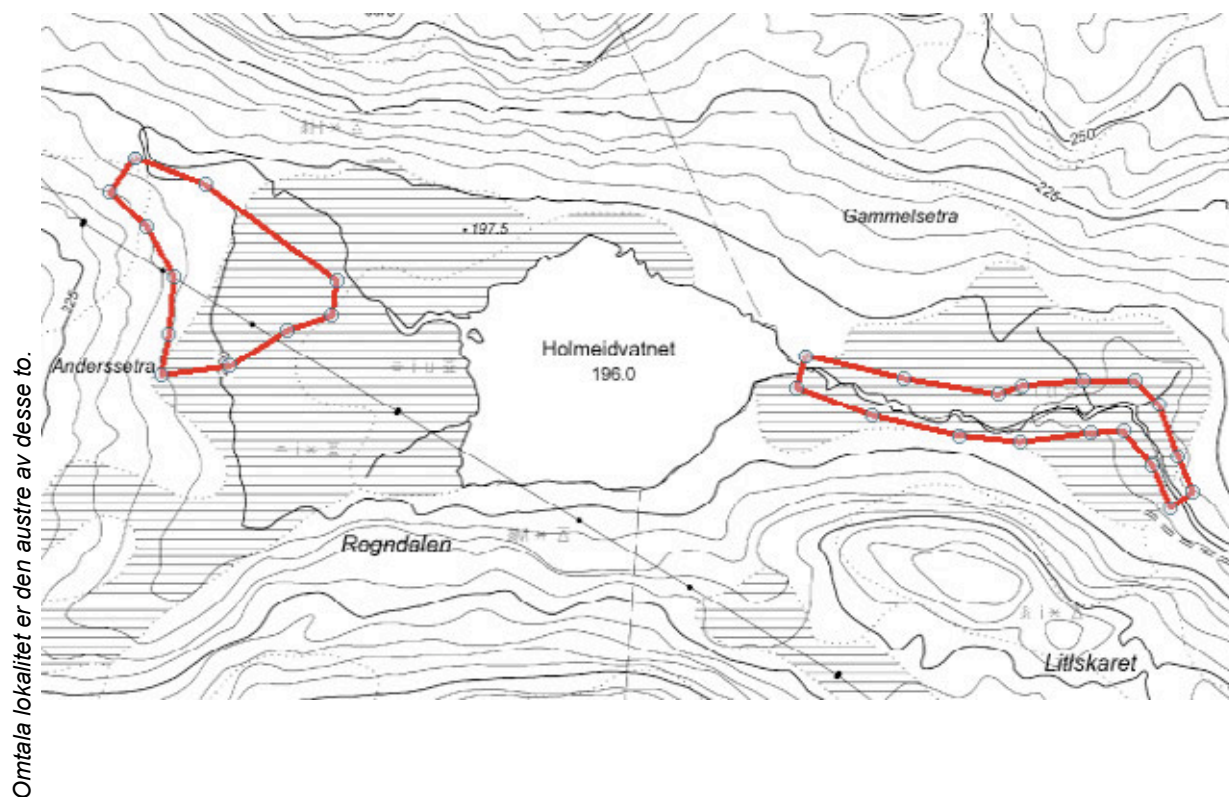 250
225
Gammelsetra
197.5
Holmeidvatnet
196.0
225
Anderssetra
Rogndalen
Litlskaret
Omtala lokalitet er den austre av desse to.